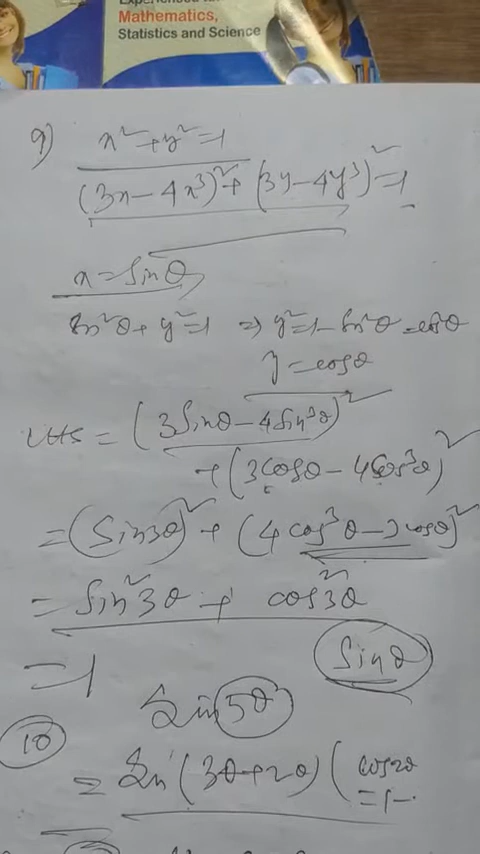 Mathematics,
Statistics and Science
9) x²+y²=1
(3x-4x³)²+(3y-4y³)²=1
x=Sinθ
Sin²θ+y²=1 ⇒ y²=1-Sin²θ=cos²θ
y=cosθ
LHS=(3Sinθ-4Sin³θ)²
+(3Cosθ-4Cos³θ)²
=(Sin3θ)²+(4cos³θ-3cosθ)²
=Sin²3θ+cos²3θ
=1
Sinθ
Sin5θ
10
=Sin(3θ+2θ)(cos2θ
=1-